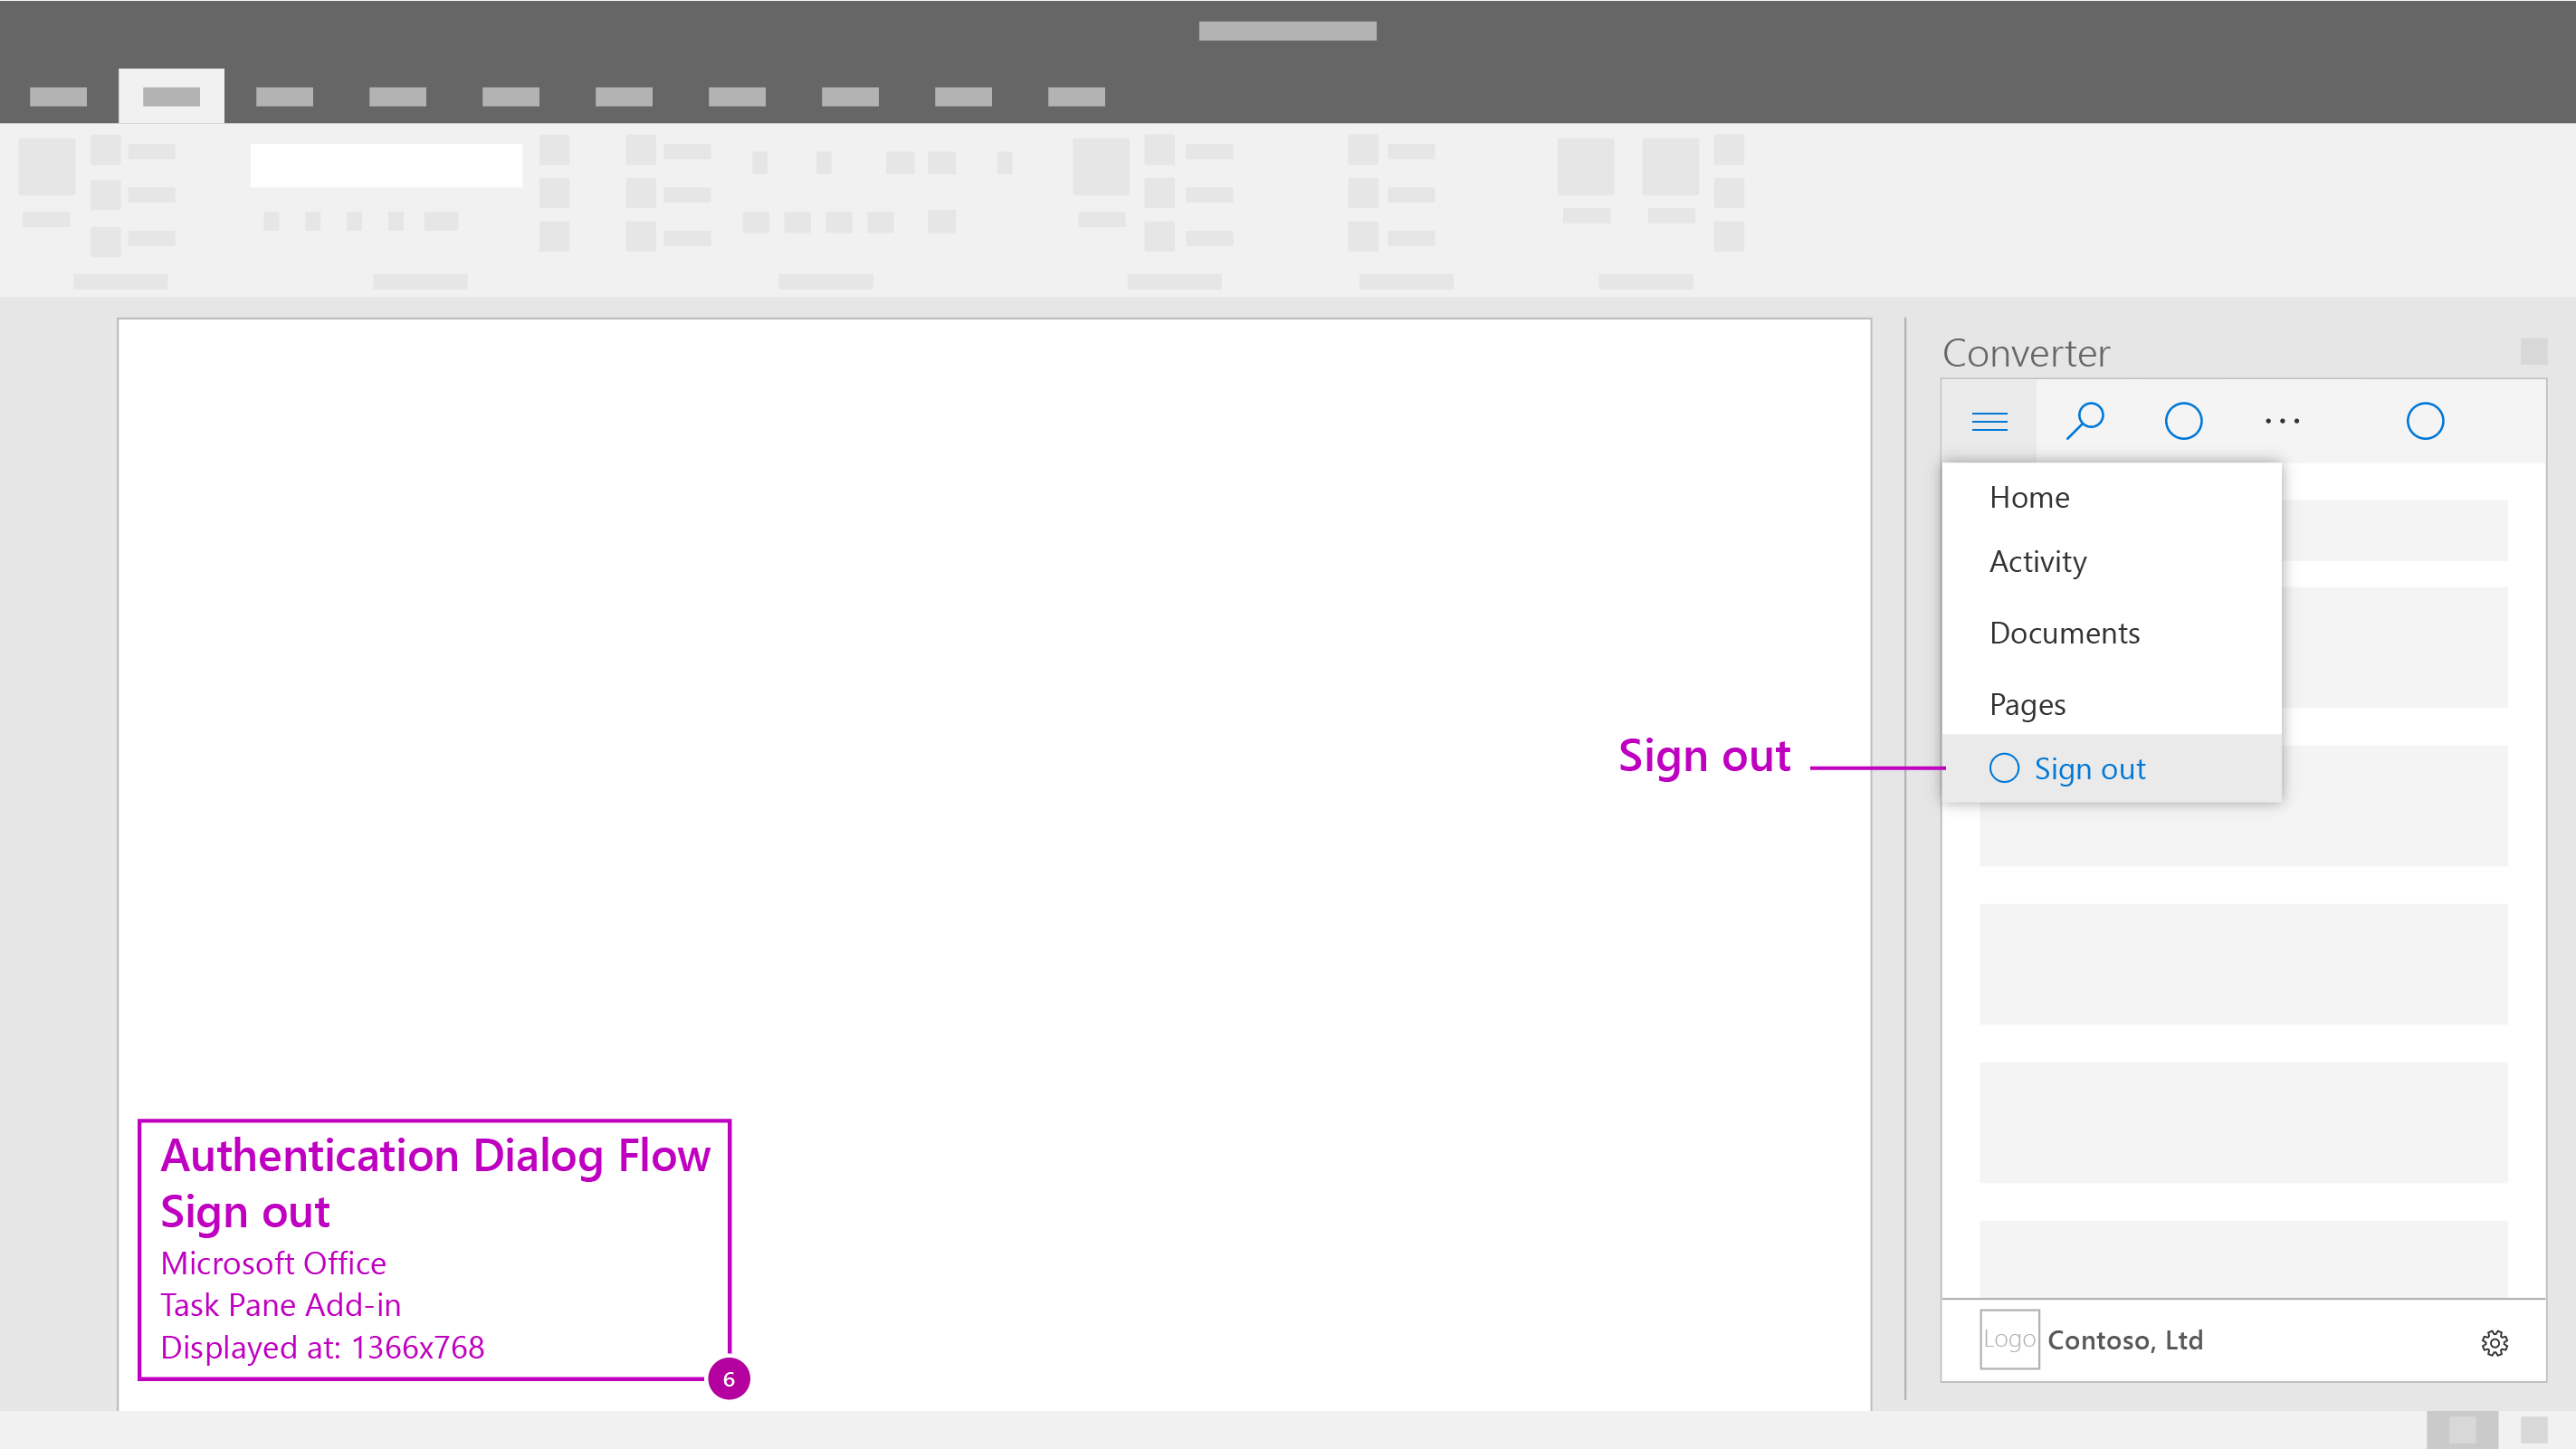 Converter
Home
Activity
Documents
Pages
Sign out
Sign out
Authentication Dialog Flow
Sign out
Microsoft Office
Task Pane Add-in
Displayed at: 1366x768
6
Logo
Contoso, Ltd